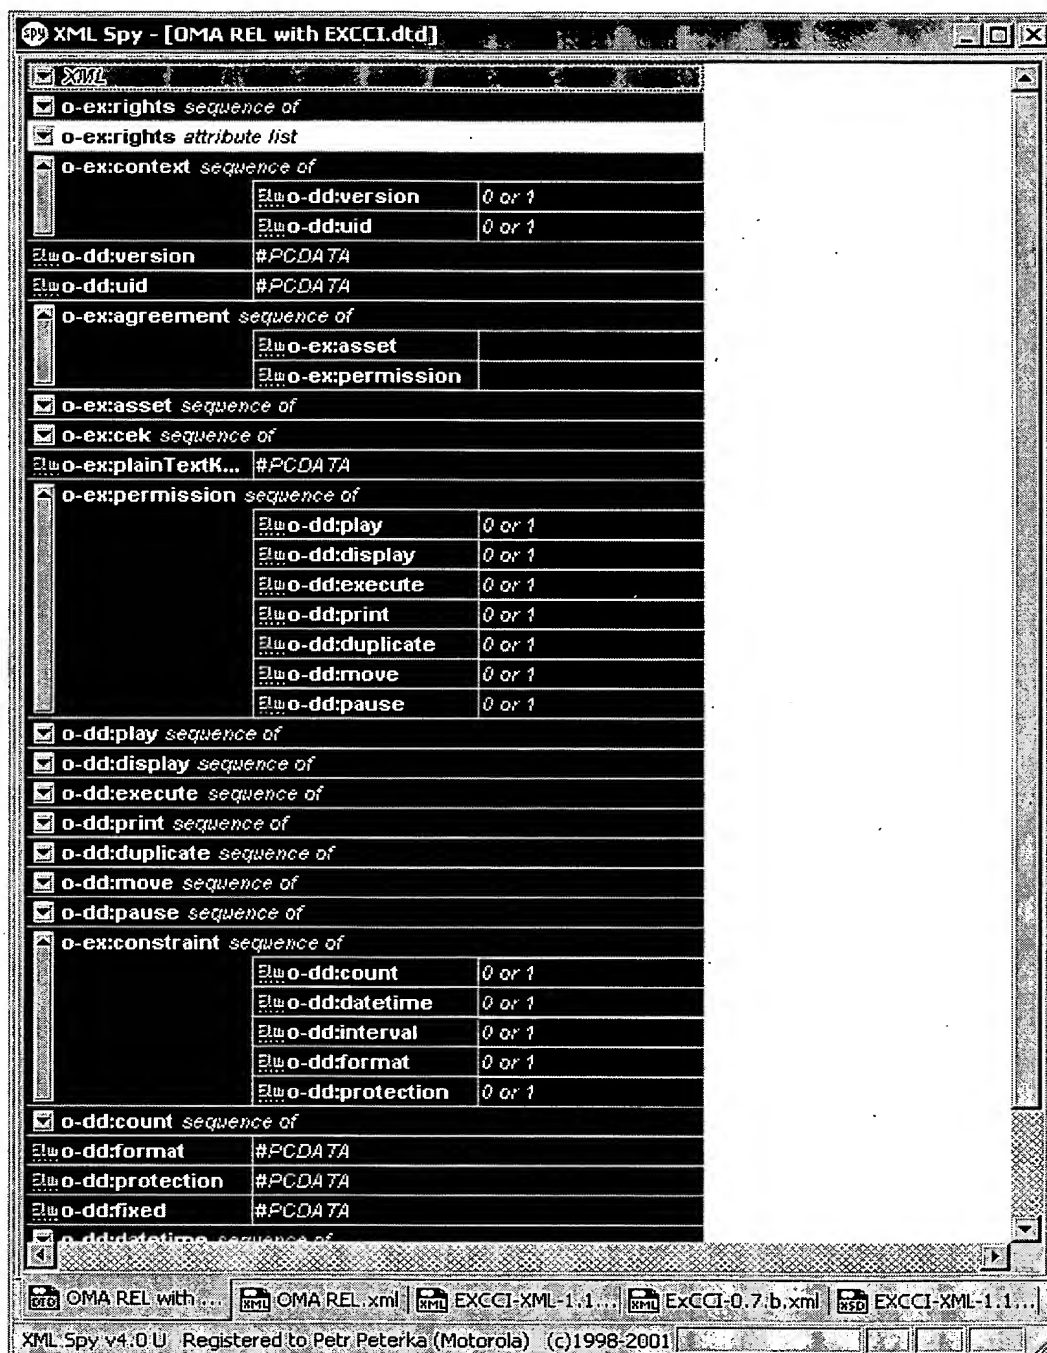 SPY XML Spy - [OMA REL with EXCCI.dtd]
XML
o-ex:rights sequence of
o-ex:rights attribute list
o-ex:context sequence of
o-dd:version 0 or 1
o-dd:uid 0 or 1
o-dd:version #PCDATA
o-dd:uid #PCDATA
o-ex:agreement sequence of
o-ex:asset
o-ex:permission
o-ex:asset sequence of
o-ex:cek sequence of
o-ex:plainTextK... #PCDATA
o-ex:permission sequence of
o-dd:play 0 or 1
o-dd:display 0 or 1
o-dd:execute 0 or 1
o-dd:print 0 or 1
o-dd:duplicate 0 or 1
o-dd:move 0 or 1
o-dd:pause 0 or 1
o-dd:play sequence of
o-dd:display sequence of
o-dd:execute sequence of
o-dd:print sequence of
o-dd:duplicate sequence of
o-dd:move sequence of
o-dd:pause sequence of
o-ex:constraint sequence of
o-dd:count 0 or 1
o-dd:datetime 0 or 1
o-dd:interval 0 or 1
o-dd:format 0 or 1
o-dd:protection 0 or 1
o-dd:count sequence of
o-dd:format #PCDATA
o-dd:protection #PCDATA
o-dd:fixed #PCDATA
o-dd:datetime sequence of
DTD OMA REL with ... XML OMA REL.xml XML EXCCI-XML-1.1... XML ExCCI-0.7.b.xml XSD EXCCI-XML-1.1...
XML Spy v4.0 U Registered to Petr Peterka (Motorola) (c)1998-2001